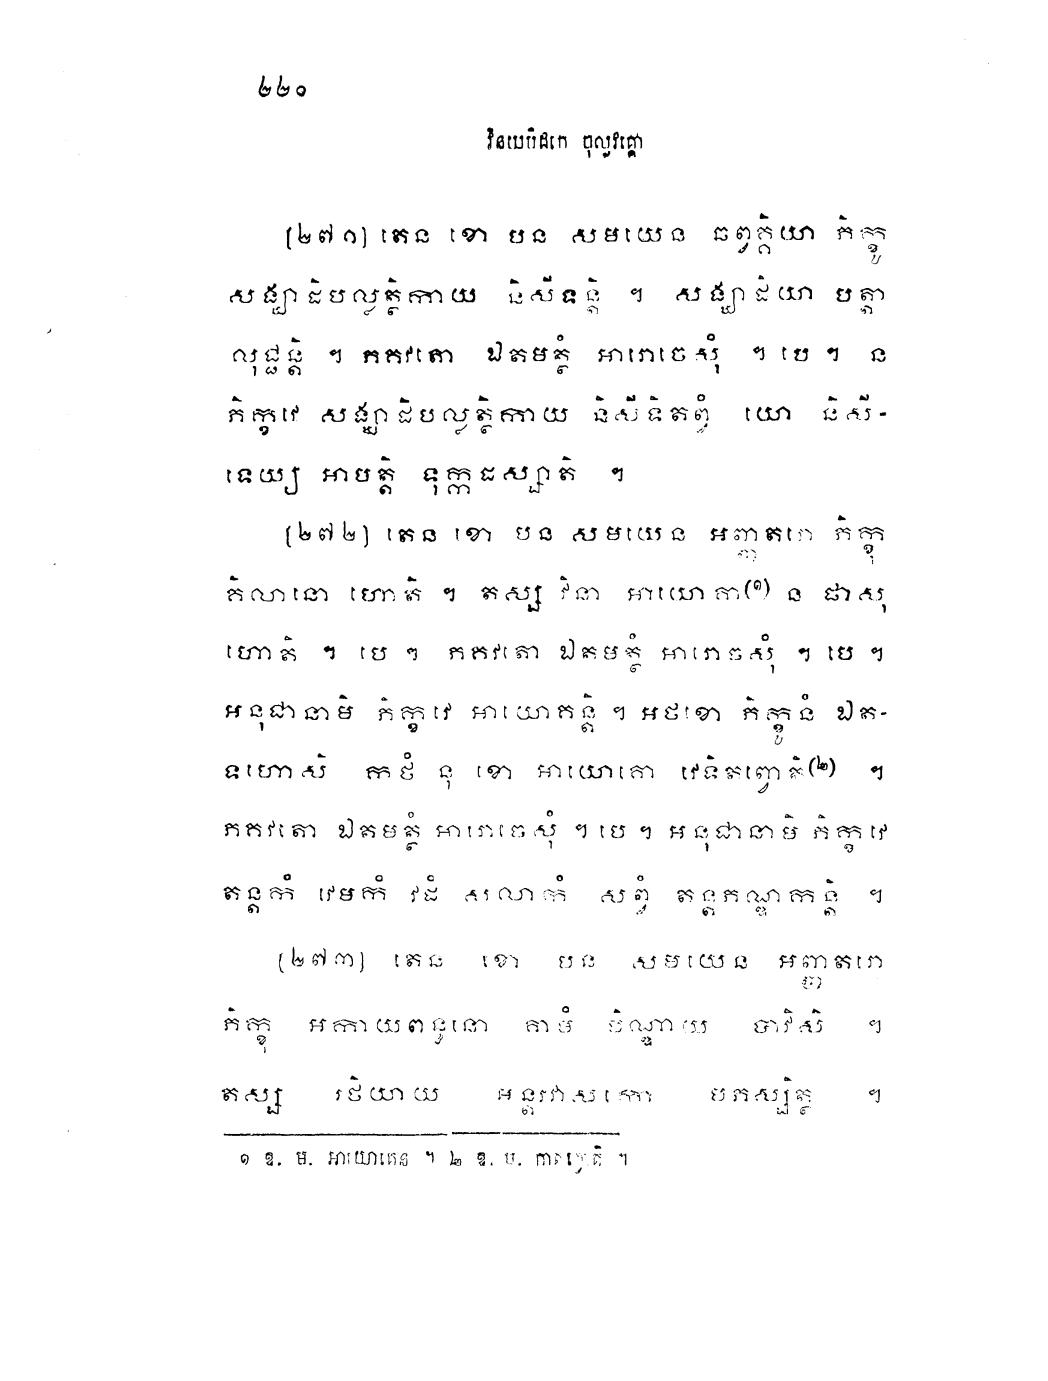 ២២០
វិនយបិដកេ ចុល្លវគ្គោ
(២៧១) តេន ខោ បន សមយេន ឆព្វគ្គិយា ភិក្ខូ
សង្ឃាដិបល្លត្ថិកាយ និសីទន្តិ ។ សង្ឃាដិយា បត្តា
លុជ្ជន្តិ ។ ភគវតោ ឯតមត្ថំ អារោចេសុំ ។ បេ ។ ន
ភិក្ខវេ សង្ឃាដិបល្លត្ថិកាយ និសីទិតព្វំ យោ និសី-
ទេយ្យ អាបត្តិ ទុក្កដស្សាតិ ។
(២៧២) តេន ខោ បន សមយេន អញ្ញតរោ ភិក្ខុ
គិលានោ ហោតិ ។ តស្ស វិនា អាយោគា(១) ន ផាសុ
ហោតិ ។ បេ ។ ភគវតោ ឯតមត្ថំ អារោចេសុំ ។ បេ ។
អនុជានាមិ ភិក្ខវេ អាយោគន្តិ ។ អថខោ ភិក្ខូនំ ឯត-
ទហោសិ កថំ នុ ខោ អាយោគោ វេទិតព្វោតិ(២) ។
ភគវតោ ឯតមត្ថំ អារោចេសុំ ។ បេ ។ អនុជានាមិ ភិក្ខវេ
តន្តកំ វេមកំ វដំ សលាកំ សព្វំ តន្តភណ្ឌកន្តិ ។
(២៧៣) តេន ខោ បន សមយេន អញ្ញតរោ
ភិក្ខុ អកាយពន្ធនោ គាមំ បិណ្ឌាយ បាវិសិ ។
តស្ស រថិយាយ អន្តរវាសកោ បភស្សិត្ថ ។
១ ឱ. ម. អាយោគេន ។ ២ ឱ. ម. កាតព្វោតិ ។